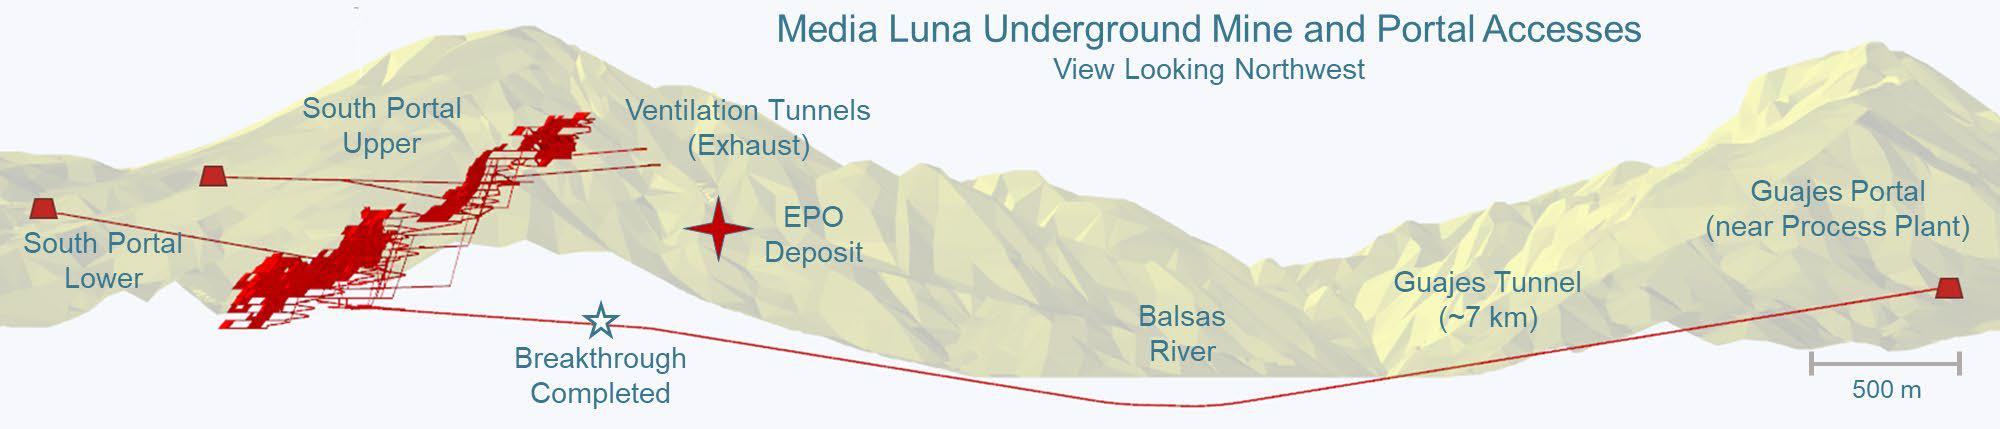 Media Luna Underground Mine and Portal Accesses
View Looking Northwest
South Portal
Upper
Ventilation Tunnels
(Exhaust)
South Portal
Lower
EPO
Deposit
Guajes Portal
(near Process Plant)
Guajes Tunnel
(~7 km)
Balsas
River
Breakthrough
Completed
500 m